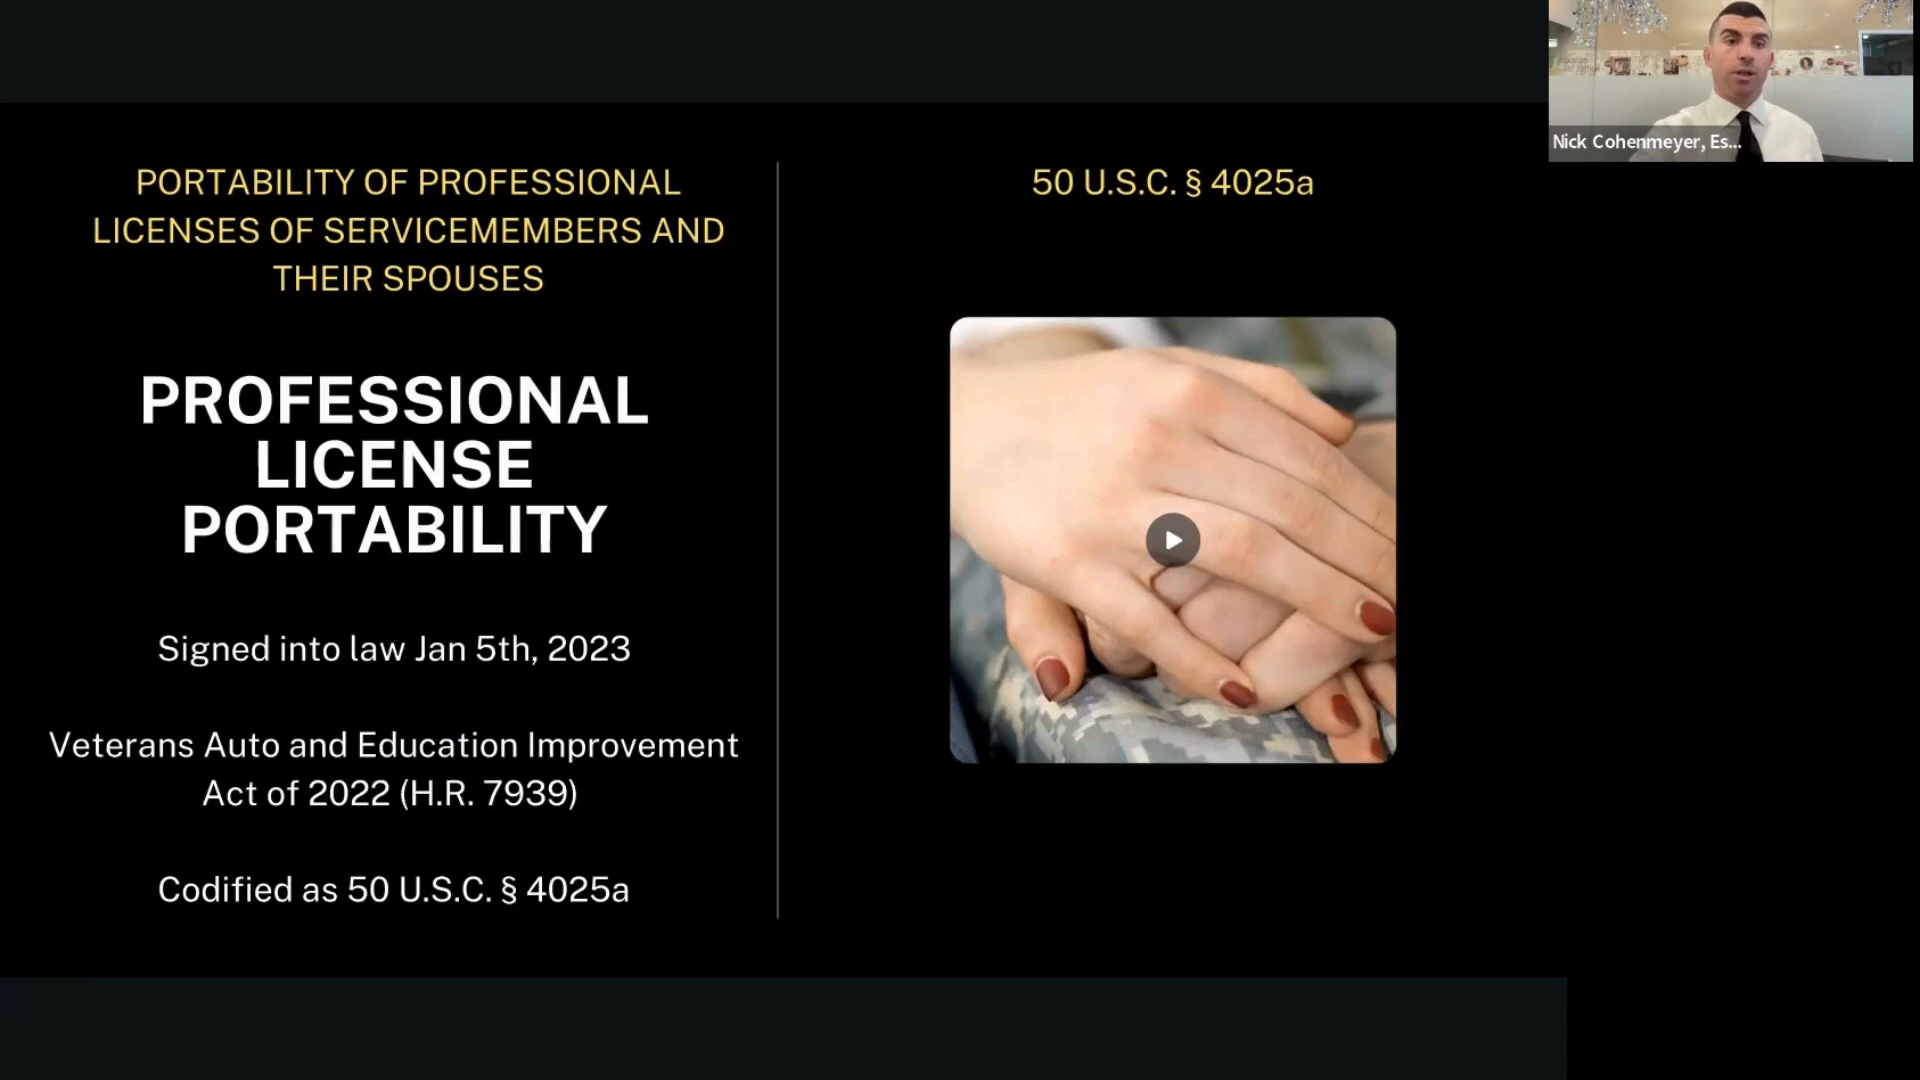 PORTABILITY OF PROFESSIONAL
LICENSES OF SERVICEMEMBERS AND
THEIR SPOUSES
PROFESSIONAL
LICENSE
PORTABILITY
Signed into law Jan 5th, 2023
Veterans Auto and Education Improvement
Act of 2022 (H.R. 7939)
Codified as 50 U.S.C. § 4025a
50 U.S.C. § 4025a
Nick Cohenmeyer, Es...